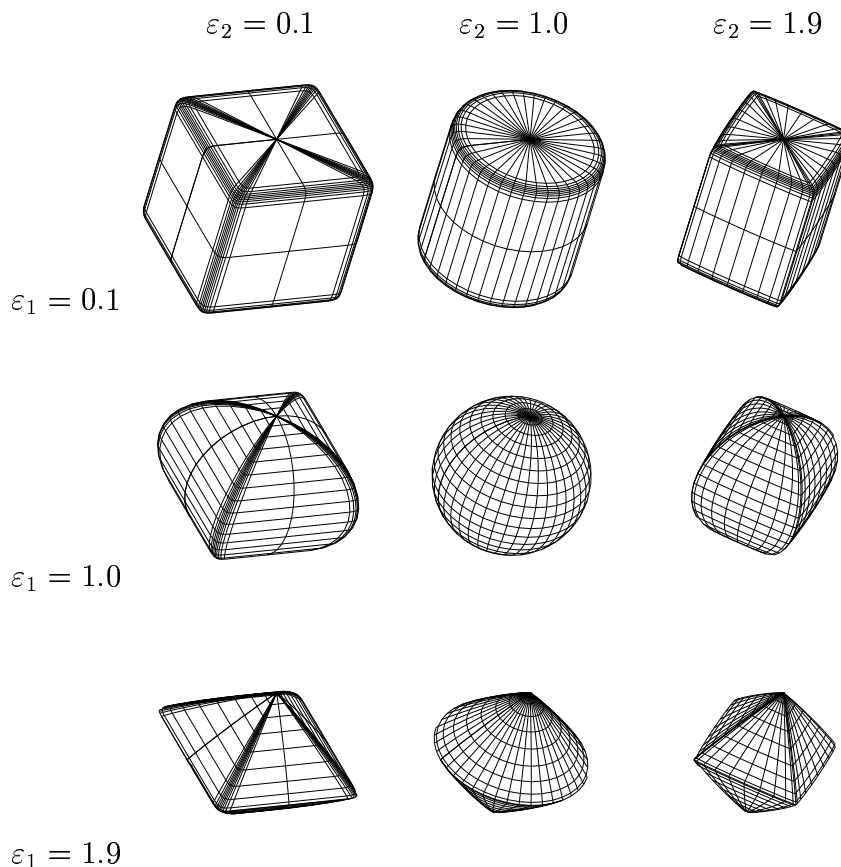 ε₂ = 0.1 ε₂ = 1.0 ε₂ = 1.9
ε₁ = 0.1
ε₁ = 1.0
ε₁ = 1.9